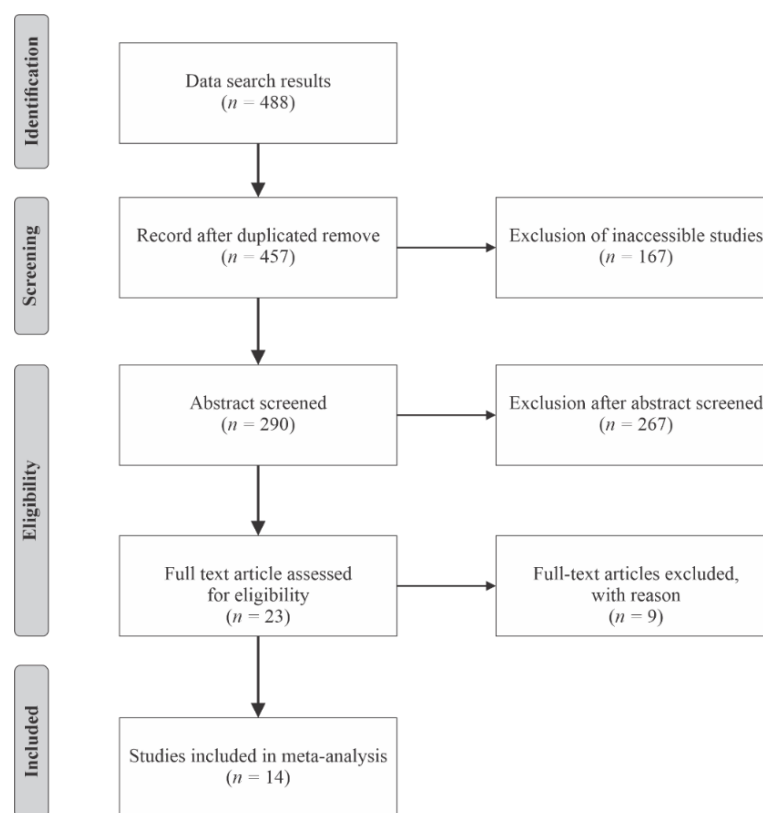 Identification
Data search results
(n = 488)
Screening
Record after duplicated remove
(n = 457)
Exclusion of inaccessible studies
(n = 167)
Eligibility
Abstract screened
(n = 290)
Exclusion after abstract screened
(n = 267)
Full text article assessed
for eligibility
(n = 23)
Full-text articles excluded,
with reason
(n = 9)
Included
Studies included in meta-analysis
(n = 14)